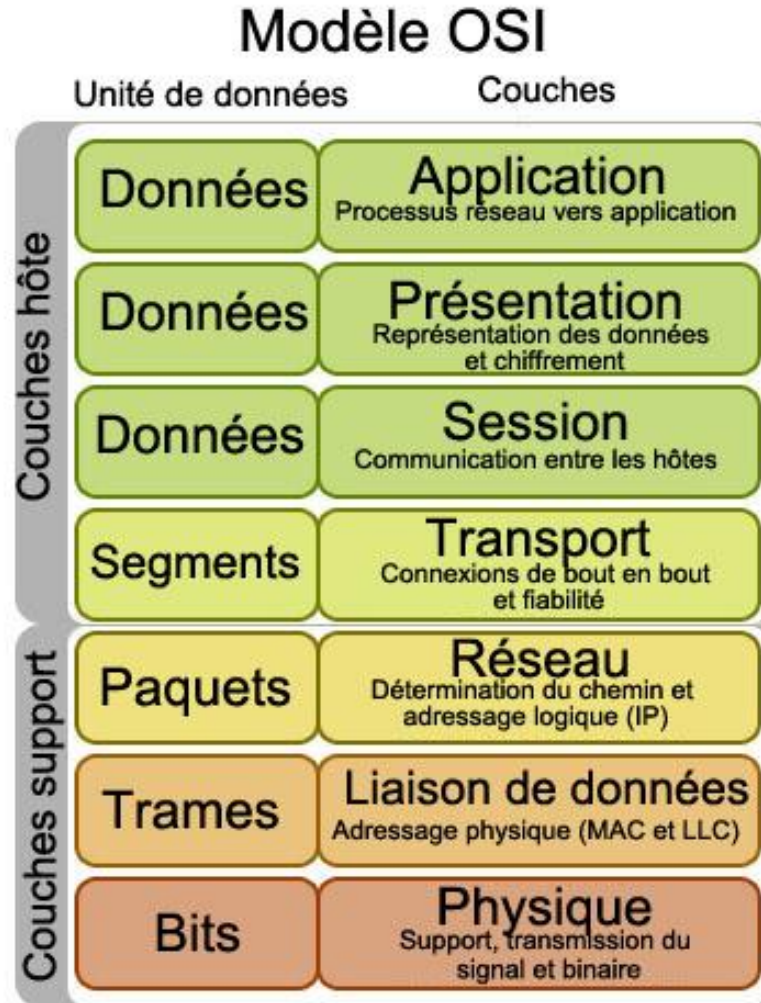 Modèle OSI
Unité de données Couches
Couches hôte
Données Application
Processus réseau vers application
Données Présentation
Représentation des données
et chiffrement
Données Session
Communication entre les hôtes
Segments Transport
Connexions de bout en bout
et fiabilité
Couches support
Paquets Réseau
Détermination du chemin et
adressage logique (IP)
Trames Liaison de données
Adressage physique (MAC et LLC)
Bits Physique
Support, transmission du
signal et binaire